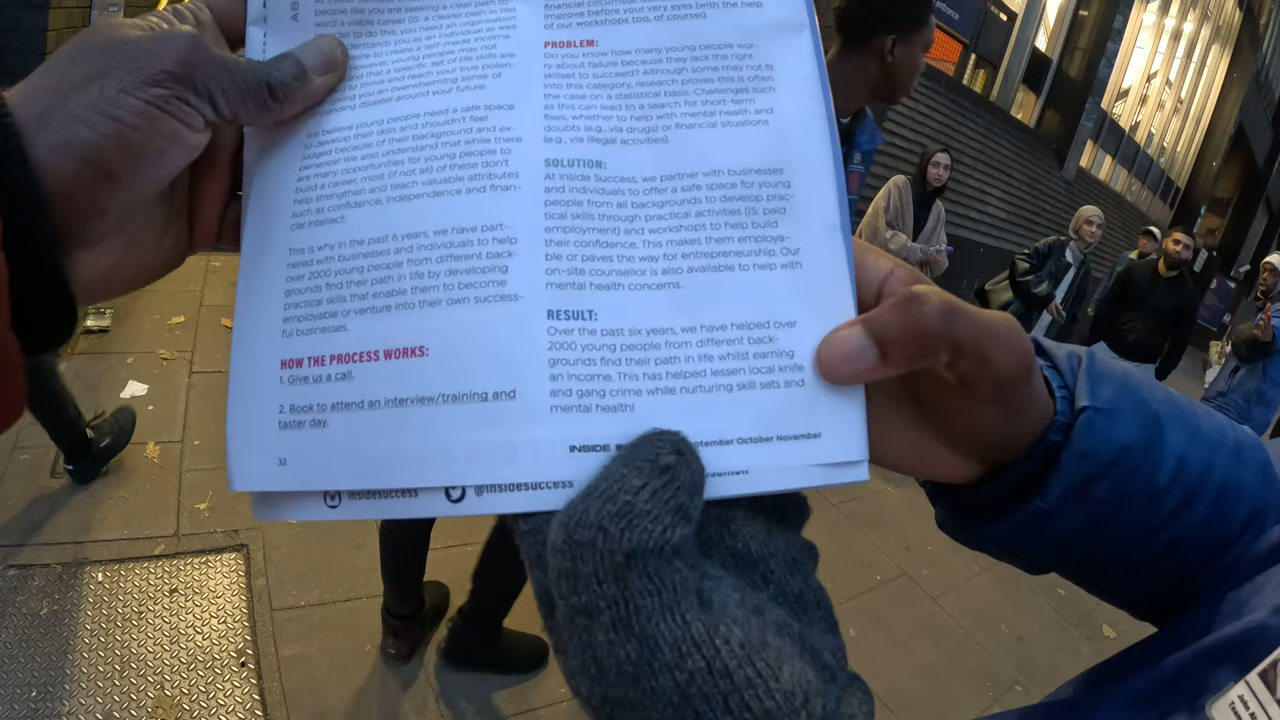 AB
people like you are seeking a clear path to-
ward a viable career (IS: a clearer path in life).
order to do this, you need an organisation
understands you as an individual as well
desire to create a self-made income.
However, young people may not
nd that a specific set of life skills are
to thrive and reach your true poten-
giving you an overwhelming sense of
pending disaster around your future.
We believe young people need a safe space
to develop their skills and shouldn't feel
judged because of their background and ex-
perience! We also understand that while there
are many opportunities for young people to
build a career, most (if not all) of these don't
help strengthen and teach valuable attributes
such as confidence, independence and finan-
cial intellect.
This is why in the past 6 years, we have part-
nered with businesses and individuals to help
over 2000 young people from different back-
grounds find their path in life by developing
practical skills that enable them to become
employable or venture into their own success-
ful businesses.
HOW THE PROCESS WORKS:
1. Give us a call.
2. Book to attend an interview/training and
taster day.
32
financial circumstan
improve before your very eyes (with the help
of our workshops too, of course!).
PROBLEM:
Do you know how many young people wor-
ry about failure because they lack the right
skillset to succeed? Although some may not fit
into this category, research proves this is often
the case on a statistical basis. Challenges such
as this can lead to a search for short-term
fixes, whether to help with mental health and
doubts (e.g., via drugs) or financial situations
(e.g., via illegal activities).
SOLUTION:
At Inside Success, we partner with businesses
and individuals to offer a safe space for young
people from all backgrounds to develop prac-
tical skills through practical activities (IS: paid
employment) and workshops to help build
their confidence. This makes them employa-
ble or paves the way for entrepreneurship. Our
on-site counsellor is also available to help with
mental health concerns.
RESULT:
Over the past six years, we have helped over
2000 young people from different back-
grounds find their path in life whilst earning
an income. This has helped lessen local knife
and gang crime while nurturing skill sets and
mental health!
INSIDE ptember October November
insidesuccess @insidesuccess
entrance